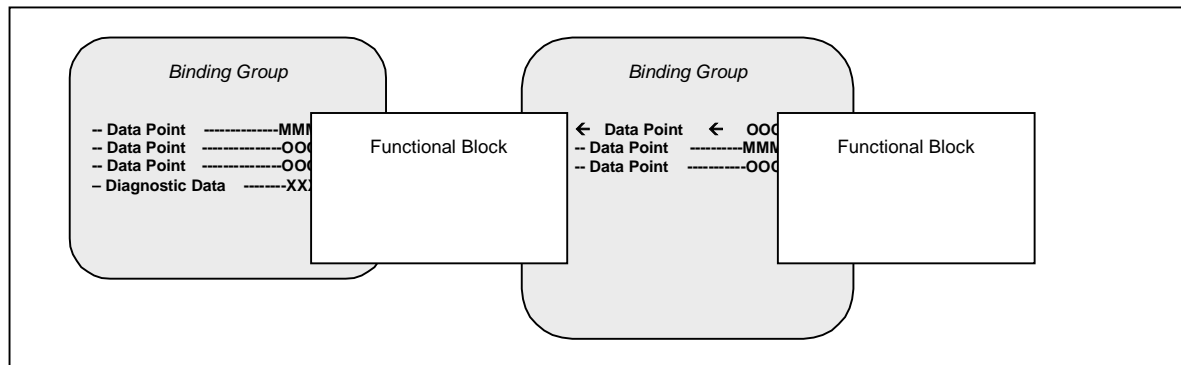 Binding Group
-- Data Point --------------MMM
-- Data Point ---------------OOO
-- Data Point ---------------OOO
– Diagnostic Data --------XXX
Functional Block
Binding Group
← Data Point ← OOO
-- Data Point ----------MMM
-- Data Point -----------OOO
Functional Block